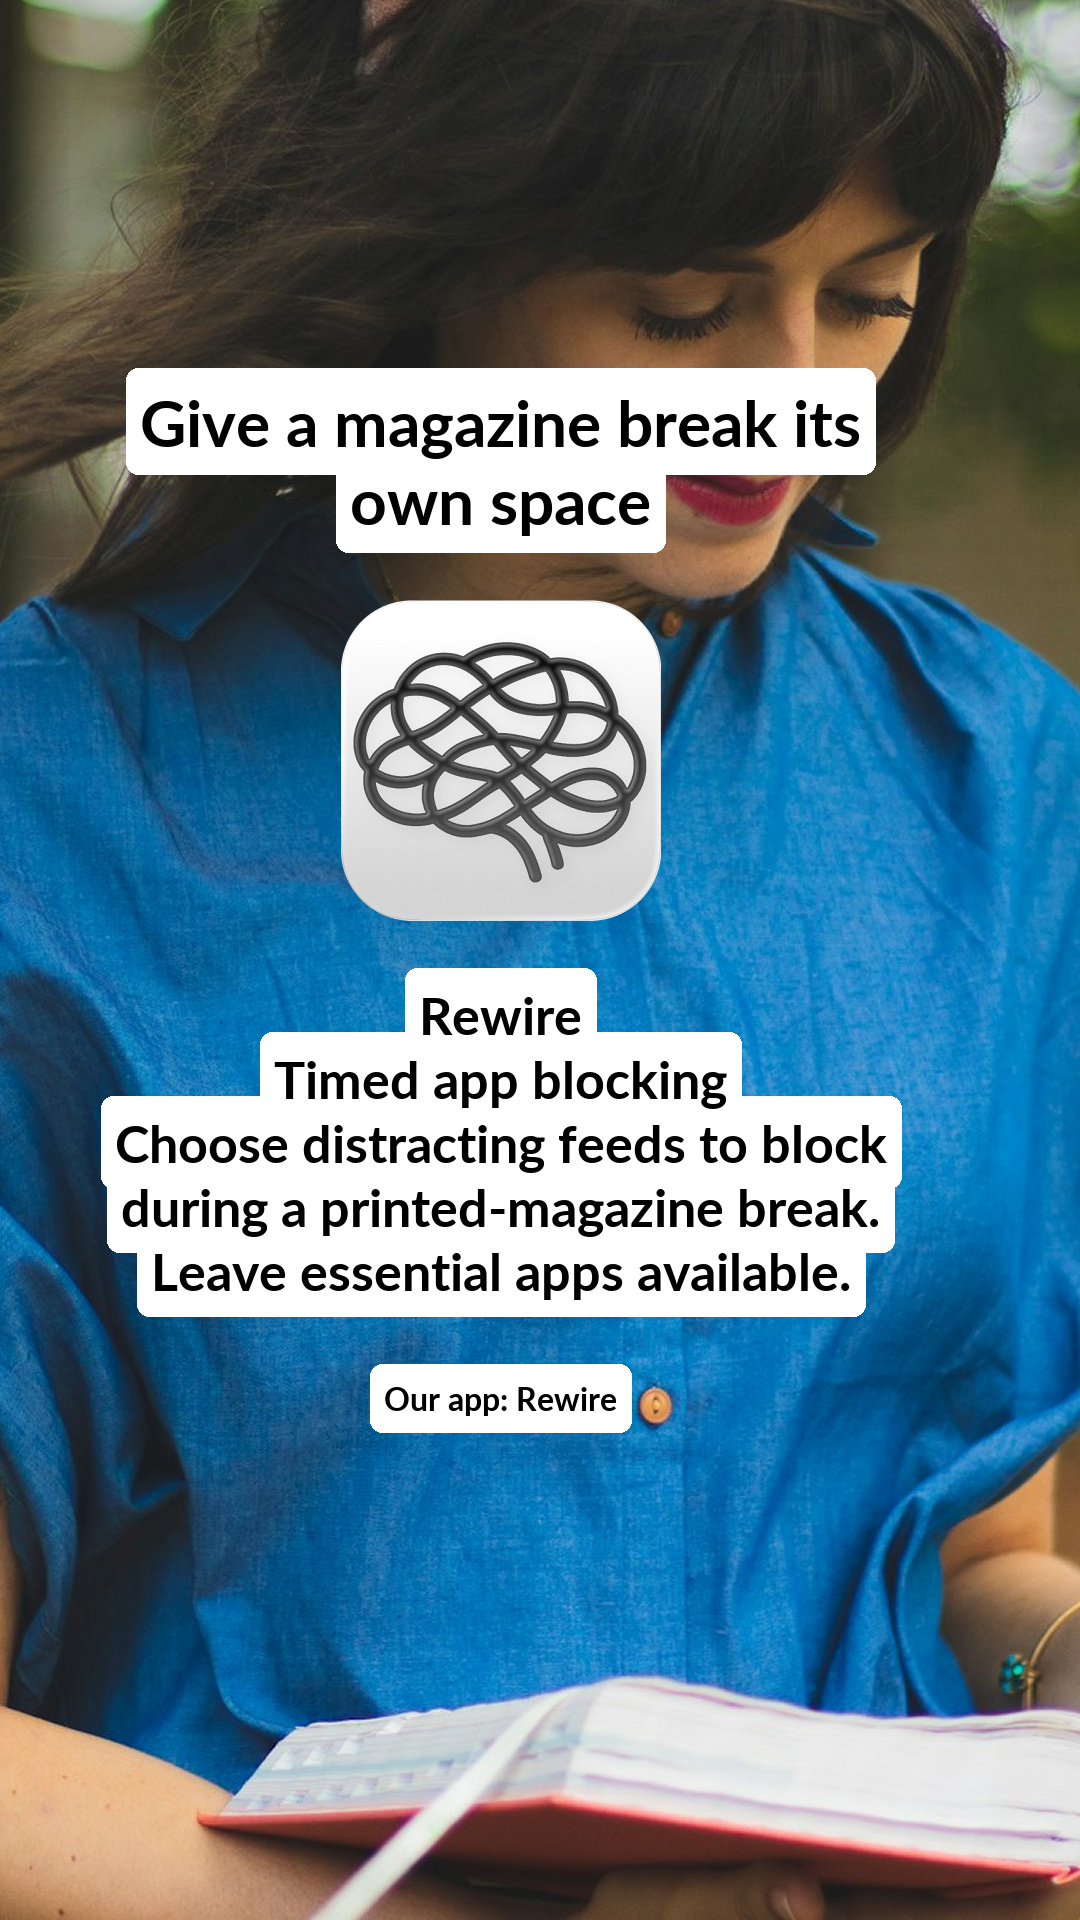 Give a magazine break its
own space
Rewire
Timed app blocking
Choose distracting feeds to block
during a printed-magazine break.
Leave essential apps available.
Our app: Rewire